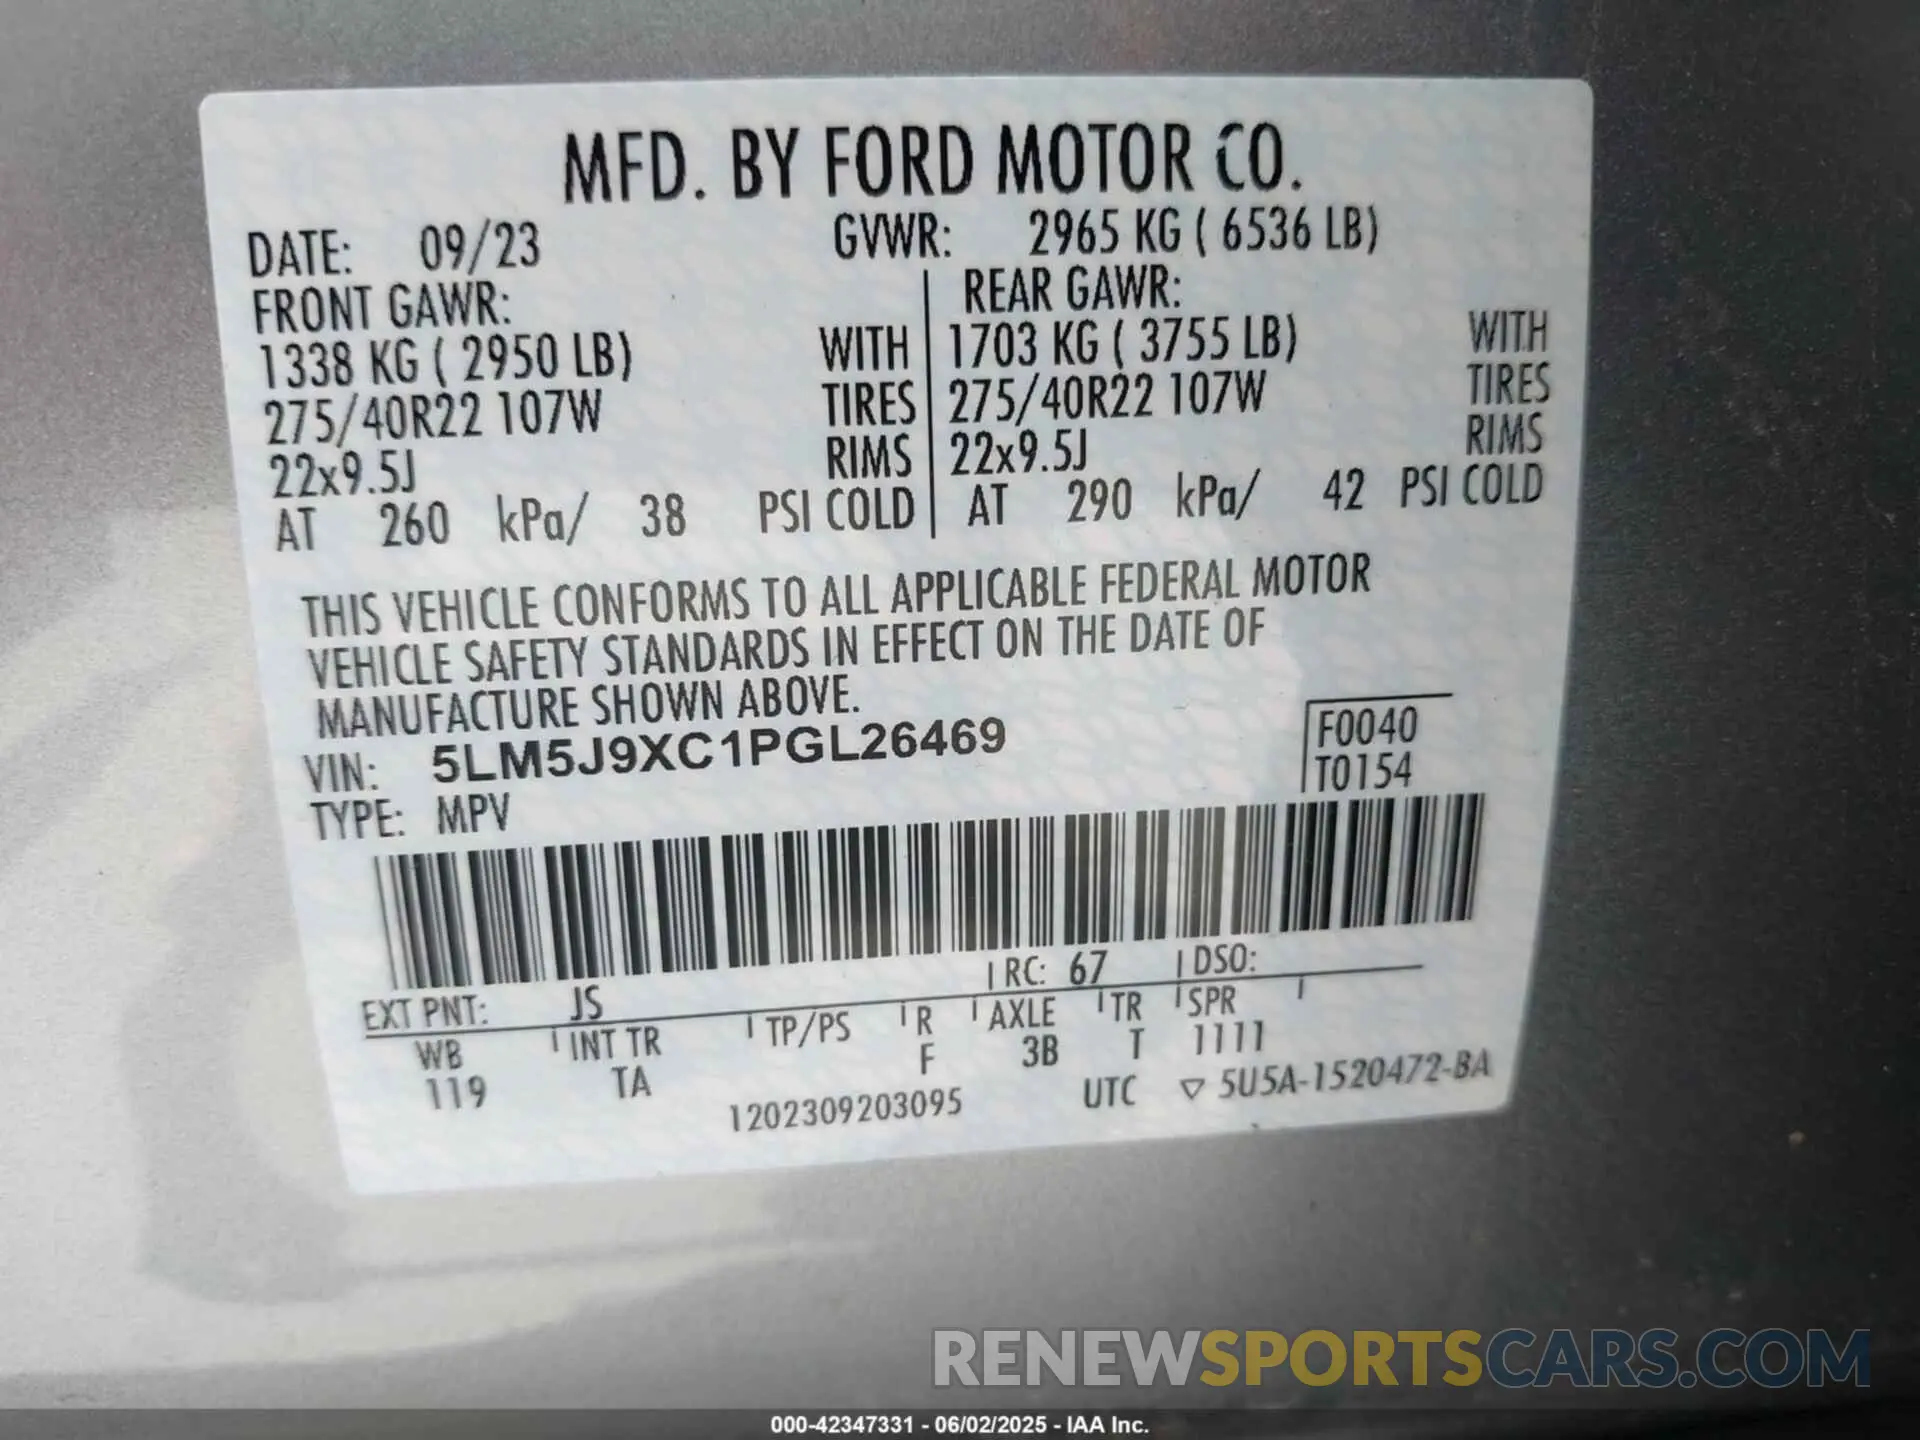 MFD. BY FORD MOTOR CO.
DATE: 09/23 GVWR: 2965 KG ( 6536 LB)
FRONT GAWR: REAR GAWR:
1338 KG ( 2950 LB) WITH 1703 KG ( 3755 LB) WITH
275/40R22 107W TIRES 275/40R22 107W TIRES
22x9.5J RIMS 22x9.5J RIMS
AT 260 kPa/ 38 PSI COLD AT 290 kPa/ 42 PSI COLD
THIS VEHICLE CONFORMS TO ALL APPLICABLE FEDERAL MOTOR
VEHICLE SAFETY STANDARDS IN EFFECT ON THE DATE OF
MANUFACTURE SHOWN ABOVE.
VIN: 5LM5J9XC1PGL26469 F0040
TYPE: MPV T0154
RC: 67 DSO:
EXT PNT: JS
WB INT TR TP/PS R AXLE TR SPR
119 TA F 3B T 1111
1202309203095 UTC ▽ 5U5A-1520472-BA
RENEWSPORTSCARS.COM
000-42347331 - 06/02/2025 - IAA Inc.